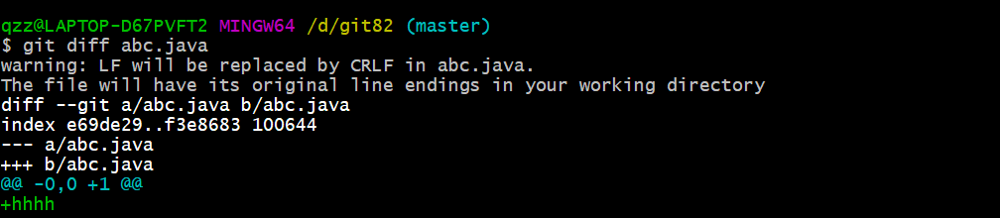 qzz@LAPTOP-D67PVFT2 MINGW64 /d/git82 (master)
$ git diff abc.java
warning: LF will be replaced by CRLF in abc.java.
The file will have its original line endings in your working directory
diff --git a/abc.java b/abc.java
index e69de29..f3e8683 100644
--- a/abc.java
+++ b/abc.java
@@ -0,0 +1 @@
+hhhh